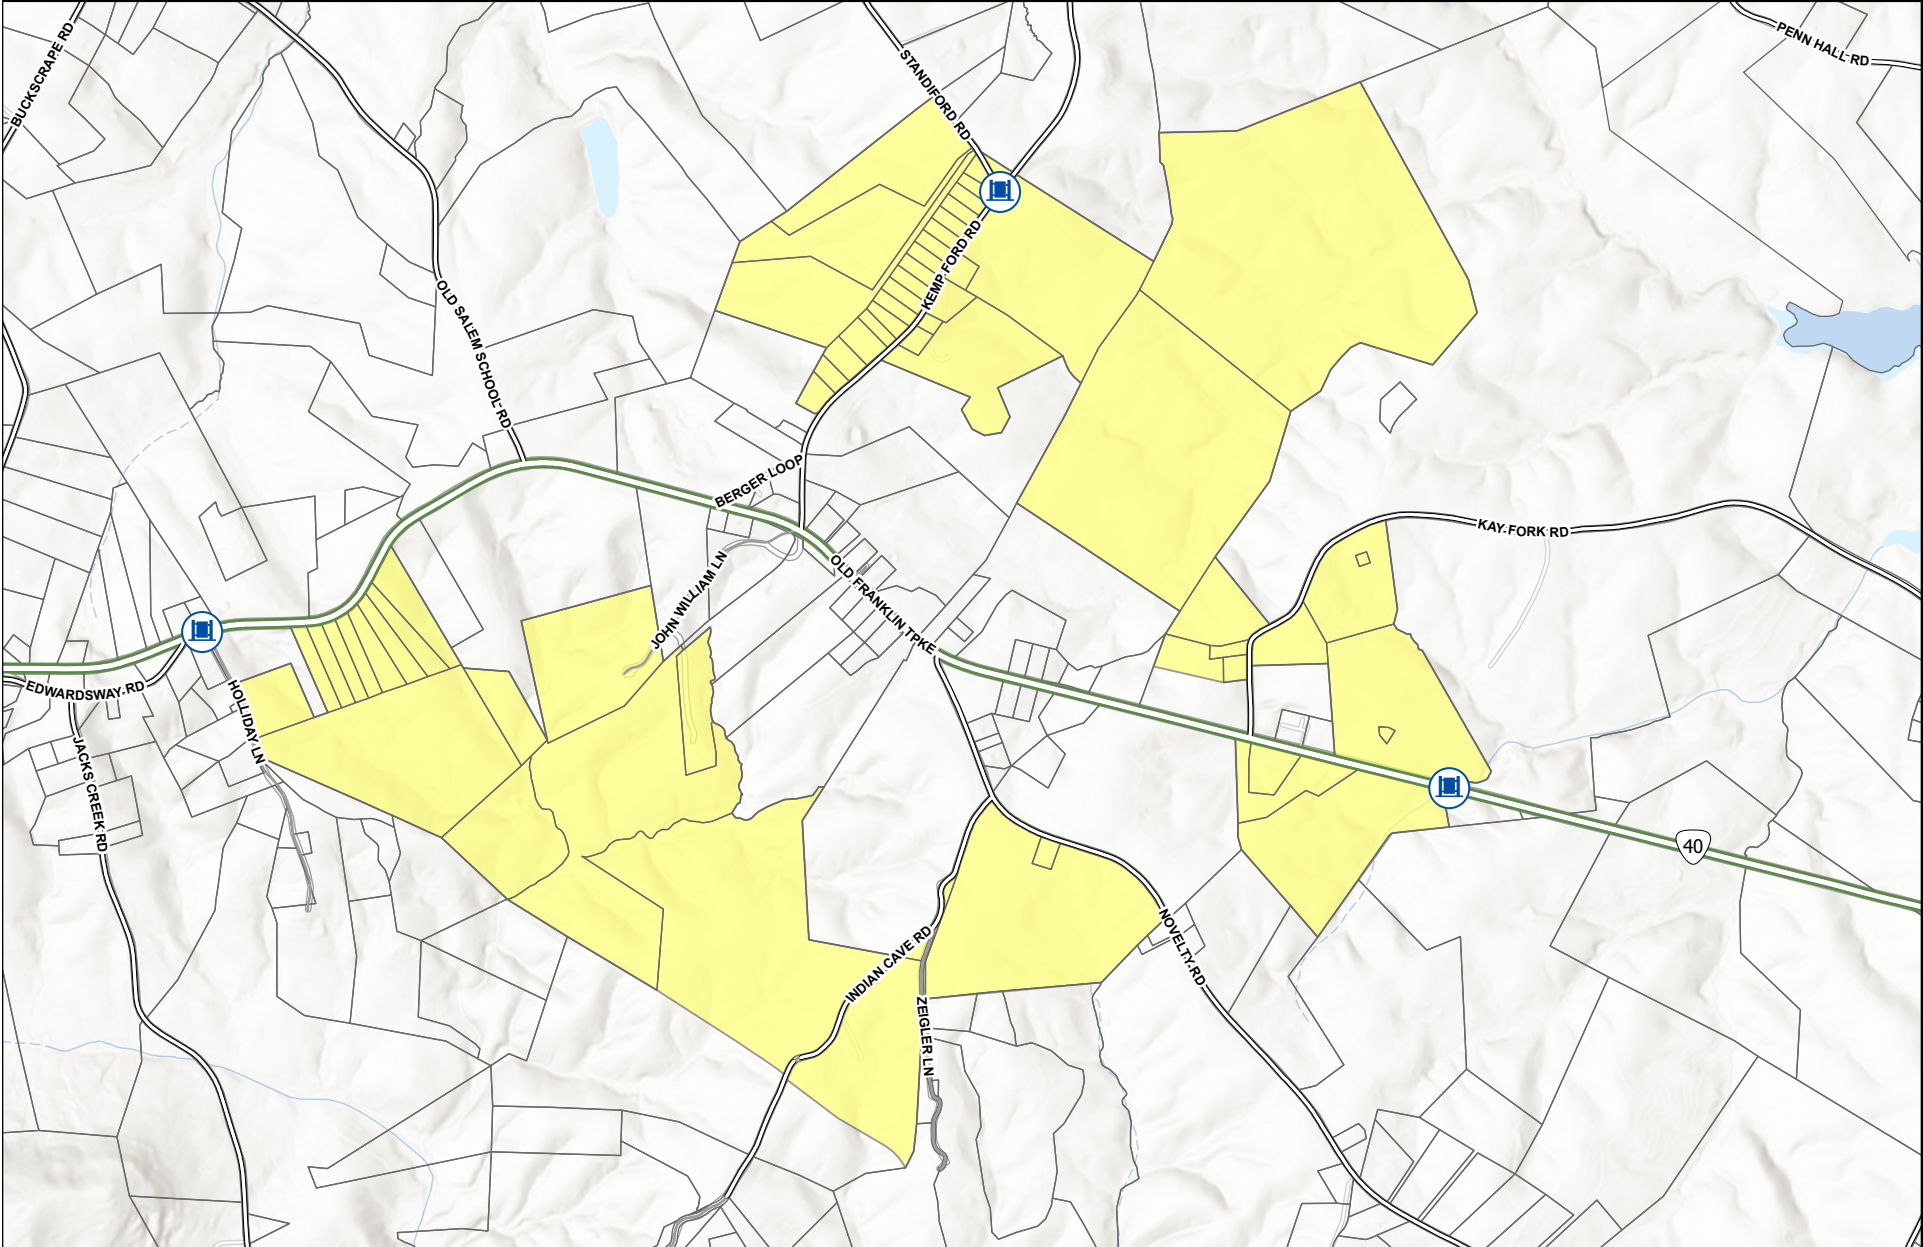 BUCKSCRAPE RD
STANDIFORD RD
PENN HALL RD
KEMP FORD RD
OLD SALEM SCHOOL RD
BERGER LOOP
KAY FORK RD
JOHN WILLIAM LN
OLD FRANKLIN TPKE
EDWARDSWAY RD
HOLLIDAY LN
JACKS CREEK RD
40
NOVELTY RD
INDIAN CAVE RD
ZEIGLER LN